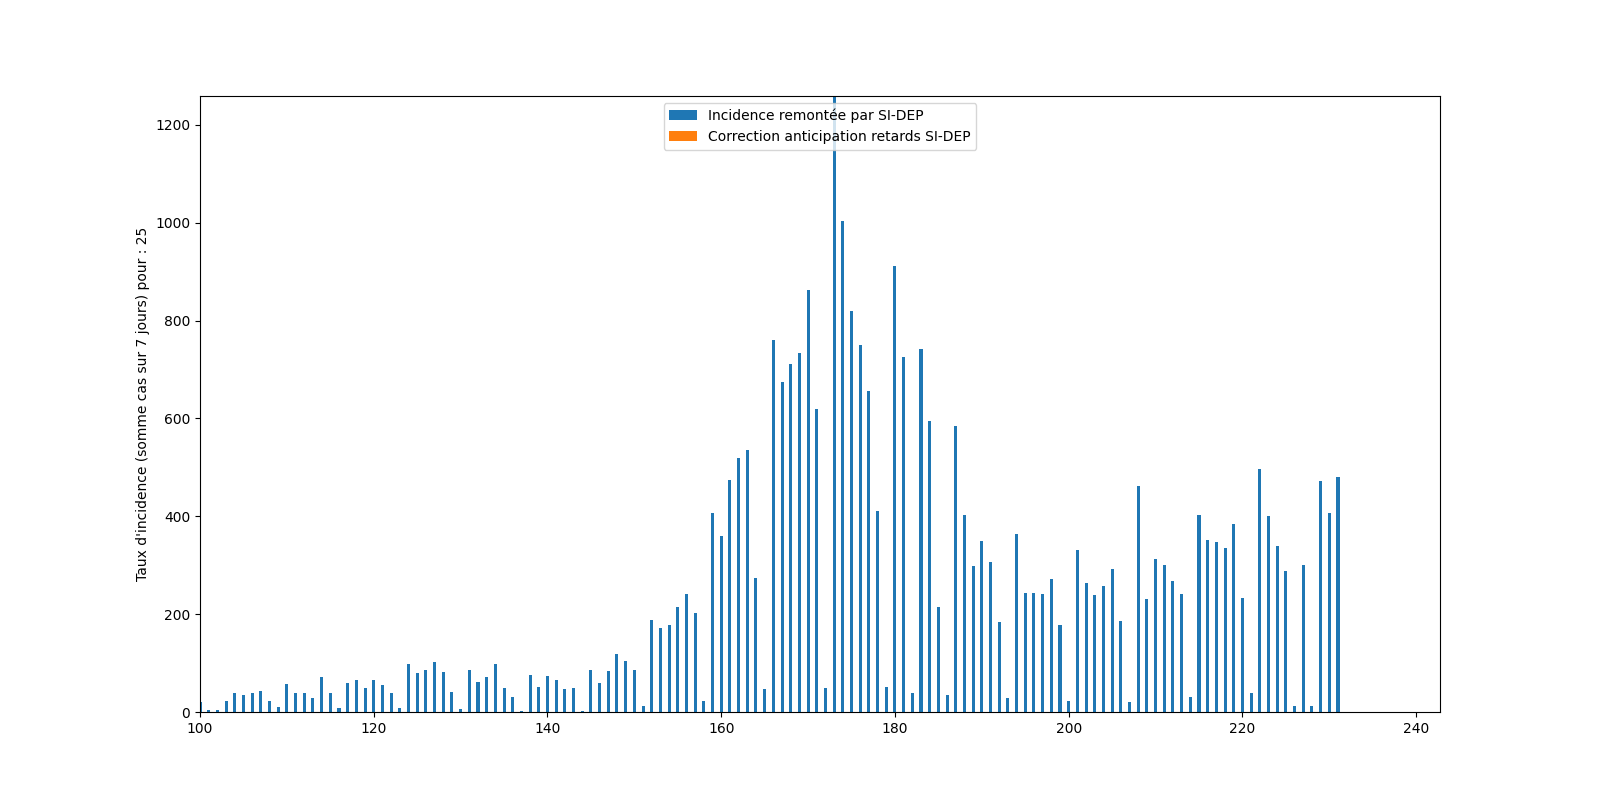 Incidence remontée par SI-DEP
Correction anticipation retards SI-DEP
Taux d'incidence (somme cas sur 7 jours) pour : 25
1200
1000
800
600
400
200
0
100 120 140 160 180 200 220 240